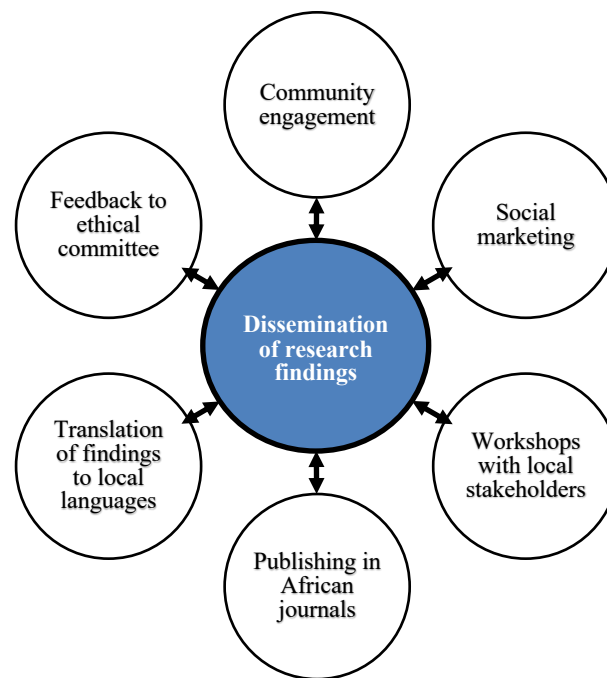 Community
engagement
Feedback to
ethical
committee
Social
marketing
Dissemination
of research
findings
Translation
of findings
to local
languages
Workshops
with local
stakeholders
Publishing in
African
journals